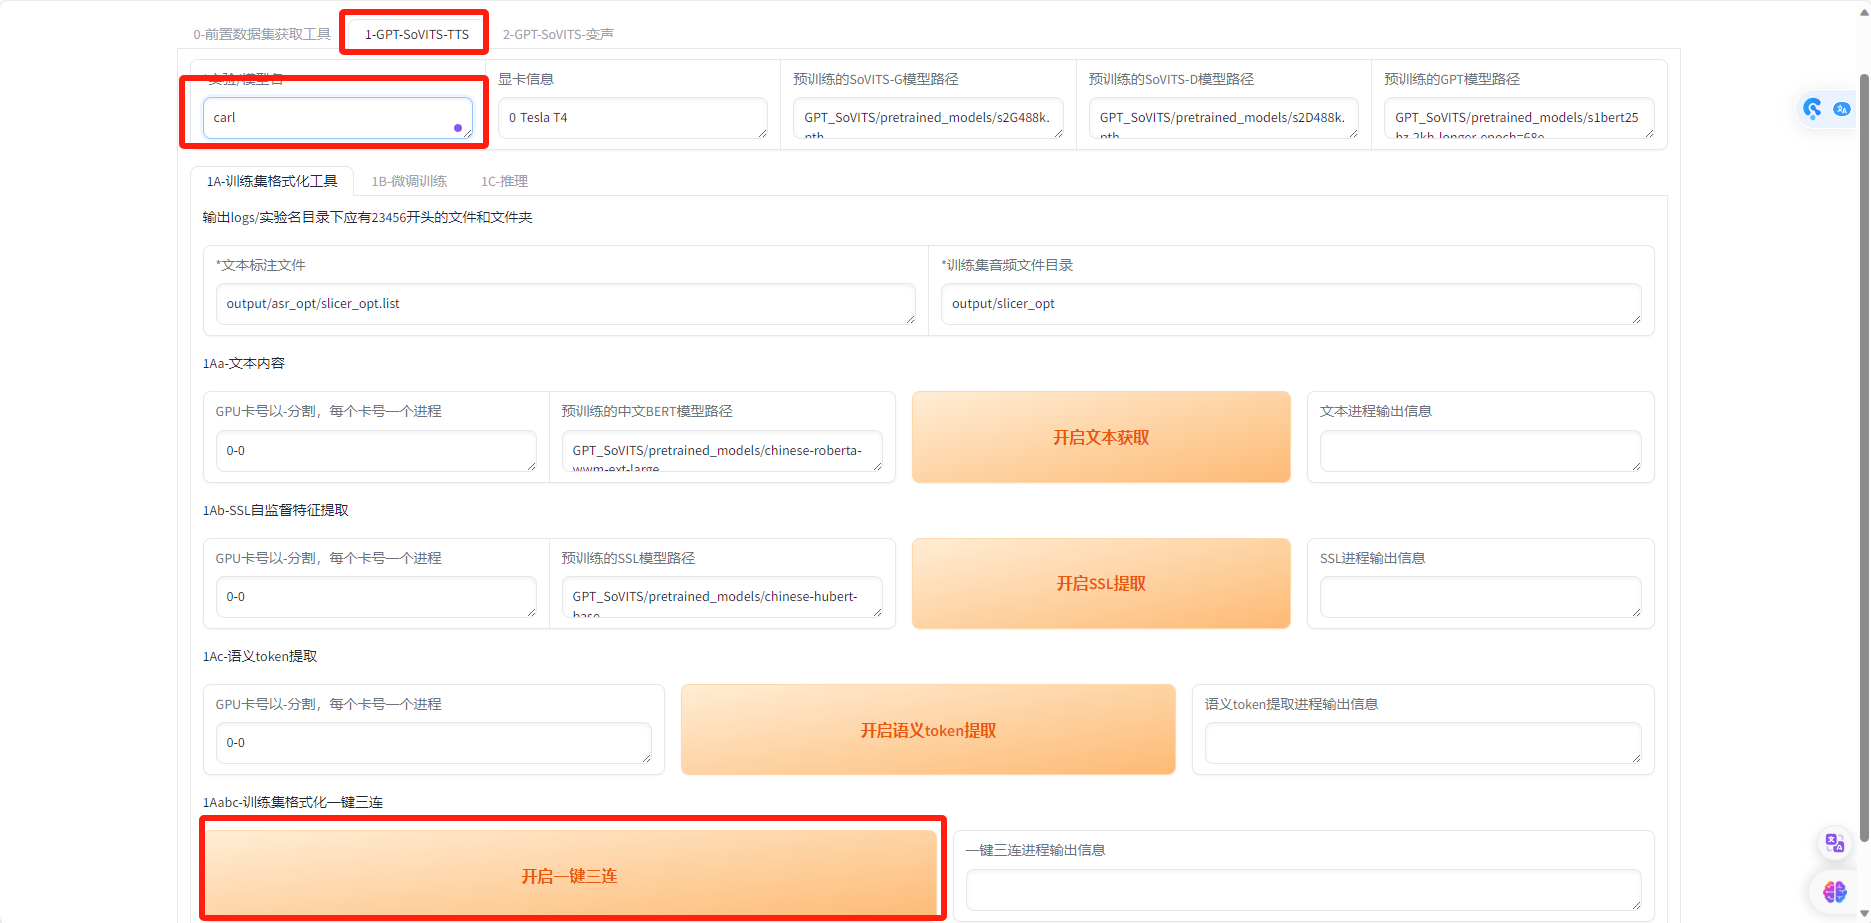 0-前置数据集获取工具
1-GPT-SoVITS-TTS
2-GPT-SoVITS-变声
*实验/模型名
显卡信息
预训练的SoVITS-G模型路径
预训练的SoVITS-D模型路径
预训练的GPT模型路径
carl
0 Tesla T4
GPT_SoVITS/pretrained_models/s2G488k.
pth
GPT_SoVITS/pretrained_models/s2D488k.
pth
GPT_SoVITS/pretrained_models/s1bert25
hz-2kh-longer-epoch=68e
1A-训练集格式化工具
1B-微调训练
1C-推理
输出logs/实验名目录下应有23456开头的文件和文件夹
*文本标注文件
*训练集音频文件目录
output/asr_opt/slicer_opt.list
output/slicer_opt
1Aa-文本内容
GPU卡号以-分割，每个卡号一个进程
预训练的中文BERT模型路径
开启文本获取
文本进程输出信息
0-0
GPT_SoVITS/pretrained_models/chinese-roberta-
wwm-ext-large
1Ab-SSL自监督特征提取
GPU卡号以-分割，每个卡号一个进程
预训练的SSL模型路径
开启SSL提取
SSL进程输出信息
0-0
GPT_SoVITS/pretrained_models/chinese-hubert-
base
1Ac-语义token提取
GPU卡号以-分割，每个卡号一个进程
开启语义token提取
语义token提取进程输出信息
0-0
1Aabc-训练集格式化一键三连
开启一键三连
一键三连进程输出信息